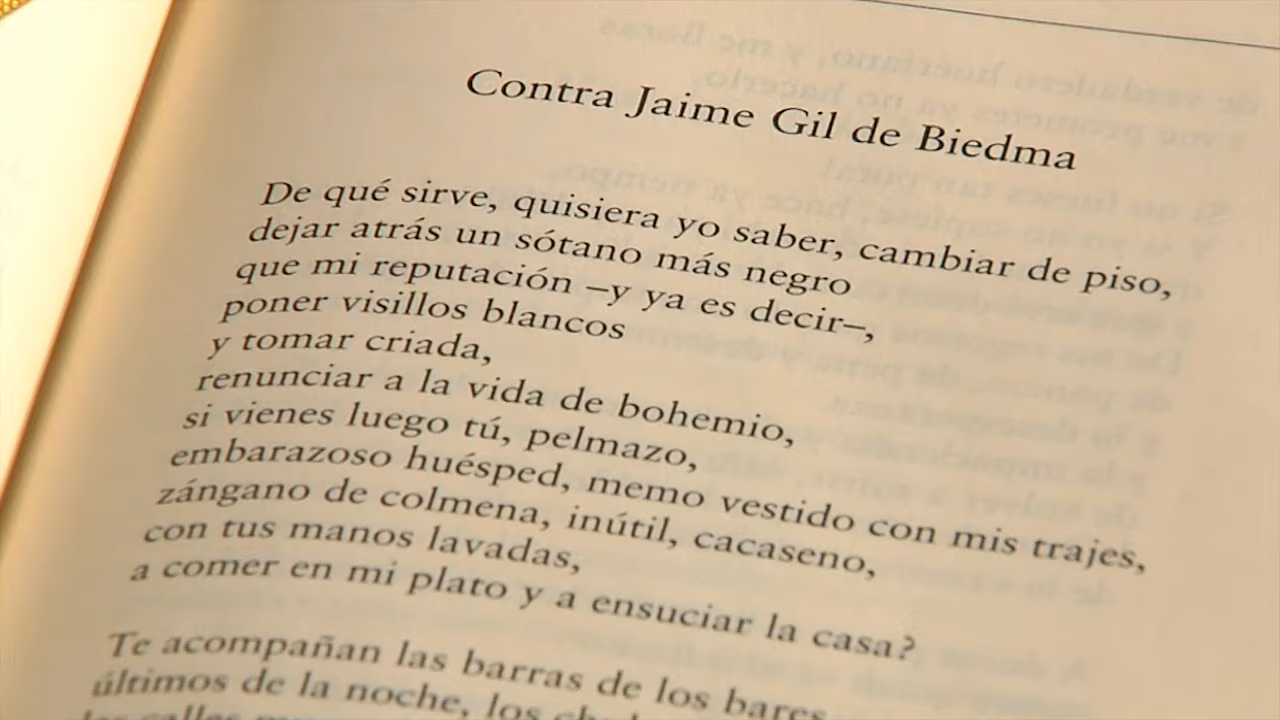 Contra Jaime Gil de Biedma
De qué sirve, quisiera yo saber, cambiar de piso,
dejar atrás un sótano más negro
que mi reputación –y ya es decir–,
poner visillos blancos
y tomar criada,
renunciar a la vida de bohemio,
si vienes luego tú, pelmazo,
embarazoso huésped, memo vestido con mis trajes,
zángano de colmena, inútil, cacaseno,
con tus manos lavadas,
a comer en mi plato y a ensuciar la casa?
Te acompañan las barras de los bares
últimos de la noche, los
las calles